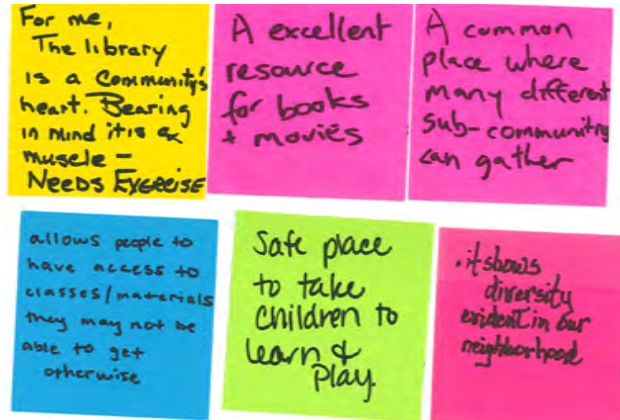 For me,
The library
is a Community's
heart. Bearing
in mind it is a
muscle –
NEEDS EXERCISE
A excellent
resource
for books
+ movies
A common
place where
many different
sub-communitys
can gather
allows people to
have access to
classes/materials
they may not be
able to get
otherwise
Safe place
to take
children to
learn &
Play.
. it shows
diversity
evident in our
neighborhood